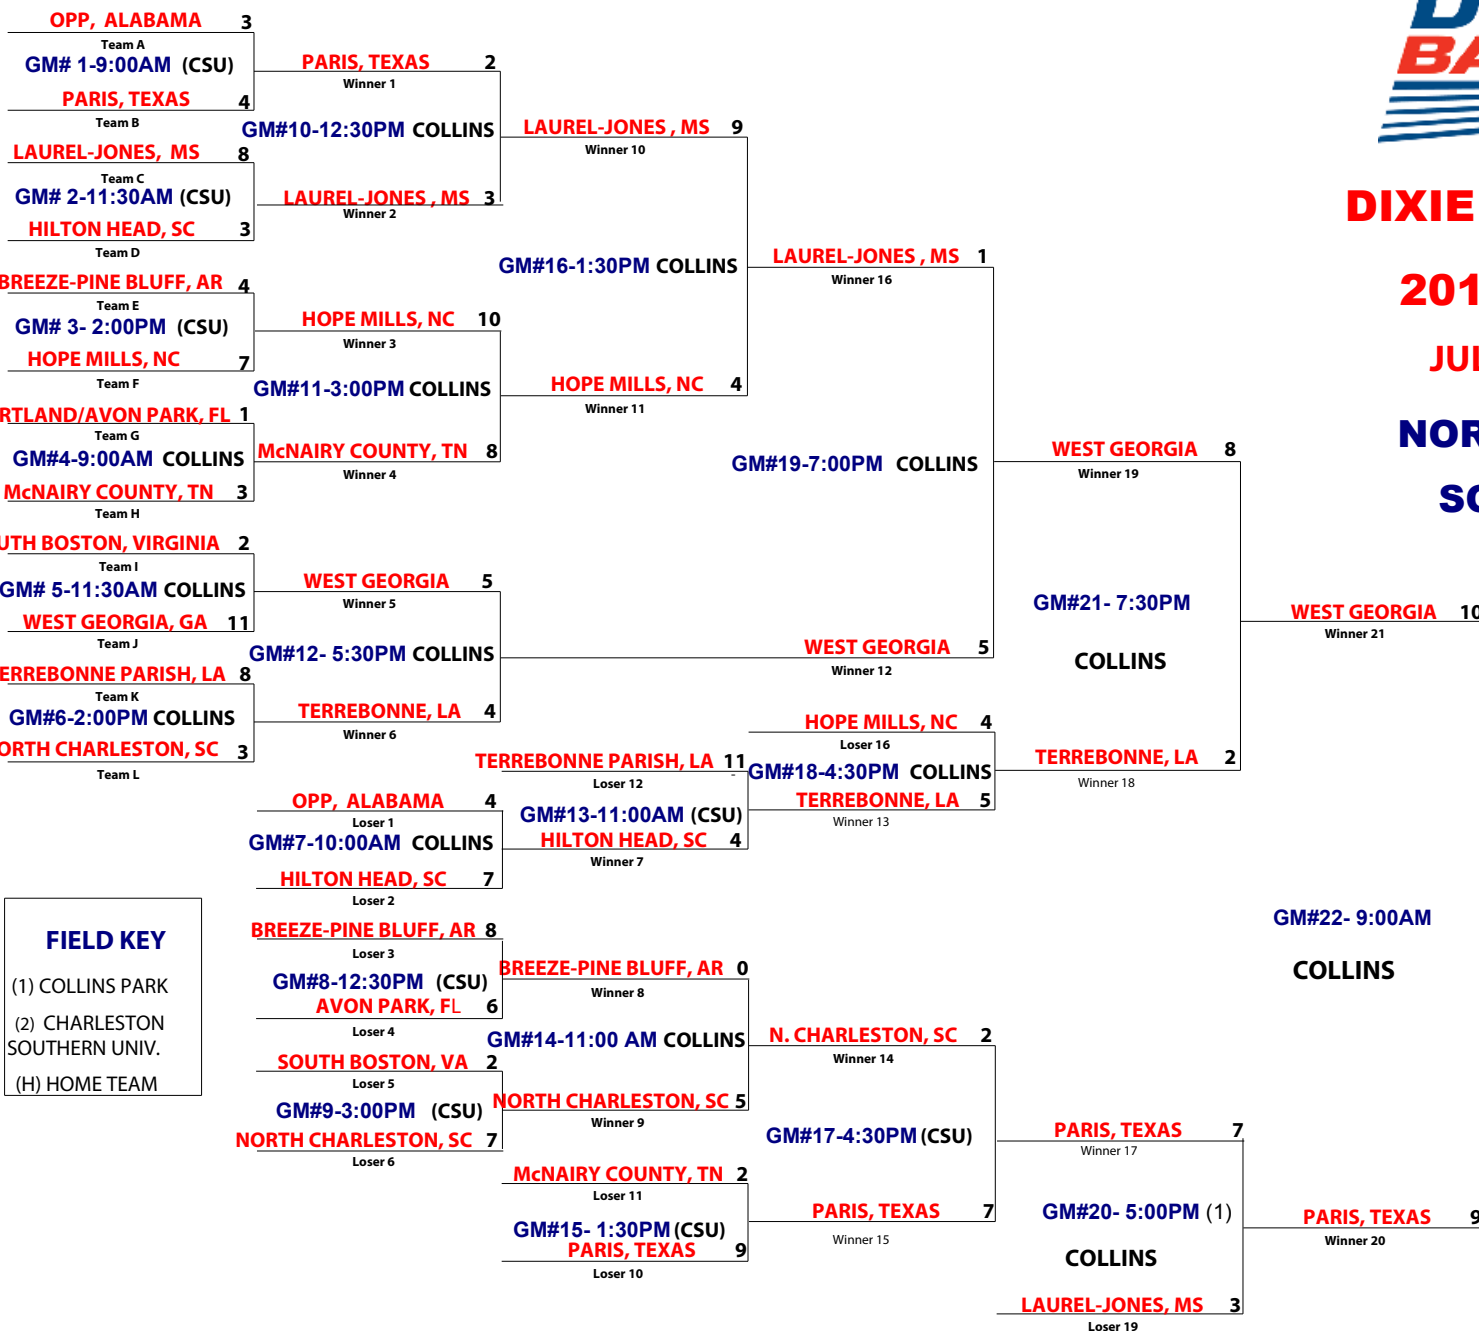 OPP, ALABAMA 3
Team A
GM# 1-9:00AM (CSU)
PARIS, TEXAS 4
Team B
LAUREL-JONES, MS 8
Team C
GM# 2-11:30AM (CSU)
HILTON HEAD, SC 3
Team D
BREEZE-PINE BLUFF, AR 4
Team E
GM# 3- 2:00PM (CSU)
HOPE MILLS, NC 7
Team F
RTLAND/AVON PARK, FL 1
Team G
GM#4-9:00AM COLLINS
McNAIRY COUNTY, TN 3
Team H
UTH BOSTON, VIRGINIA 2
Team I
GM# 5-11:30AM COLLINS
WEST GEORGIA, GA 11
Team J
ERREBONNE PARISH, LA 8
Team K
GM#6-2:00PM COLLINS
ORTH CHARLESTON, SC 3
Team L
PARIS, TEXAS 2
Winner 1
GM#10-12:30PM COLLINS
LAUREL-JONES , MS 3
Winner 2
HOPE MILLS, NC 10
Winner 3
GM#11-3:00PM COLLINS
McNAIRY COUNTY, TN 8
Winner 4
WEST GEORGIA 5
Winner 5
GM#12- 5:30PM COLLINS
TERREBONNE, LA 4
Winner 6
OPP, ALABAMA 4
Loser 1
GM#7-10:00AM COLLINS
HILTON HEAD, SC 7
Loser 2
BREEZE-PINE BLUFF, AR 8
Loser 3
GM#8-12:30PM (CSU)
AVON PARK, FL 6
Loser 4
SOUTH BOSTON, VA 2
Loser 5
GM#9-3:00PM (CSU)
NORTH CHARLESTON, SC 7
Loser 6
LAUREL-JONES , MS 9
Winner 10
GM#16-1:30PM COLLINS
HOPE MILLS, NC 4
Winner 11
TERREBONNE PARISH, LA 11
Loser 12
GM#13-11:00AM (CSU)
HILTON HEAD, SC 4
Winner 7
BREEZE-PINE BLUFF, AR 0
Winner 8
GM#14-11:00 AM COLLINS
NORTH CHARLESTON, SC 5
Winner 9
McNAIRY COUNTY, TN 2
Loser 11
GM#15- 1:30PM (CSU)
PARIS, TEXAS 9
Loser 10
LAUREL-JONES , MS 1
Winner 16
GM#19-7:00PM COLLINS
WEST GEORGIA 5
Winner 12
HOPE MILLS, NC 4
Loser 16
GM#18-4:30PM COLLINS
TERREBONNE, LA 5
Winner 13
N. CHARLESTON, SC 2
Winner 14
GM#17-4:30PM (CSU)
PARIS, TEXAS 7
Winner 15
WEST GEORGIA 8
Winner 19
GM#21- 7:30PM
COLLINS
TERREBONNE, LA 2
Winner 18
PARIS, TEXAS 7
Winner 17
GM#20- 5:00PM (1)
COLLINS
LAUREL-JONES, MS 3
Loser 19
WEST GEORGIA 10
Winner 21
GM#22- 9:00AM
COLLINS
PARIS, TEXAS 9
Winner 20
FIELD KEY
(1) COLLINS PARK
(2) CHARLESTON
SOUTHERN UNIV.
(H) HOME TEAM
D
BA
DIXIE
201
JUL
NOR
SC